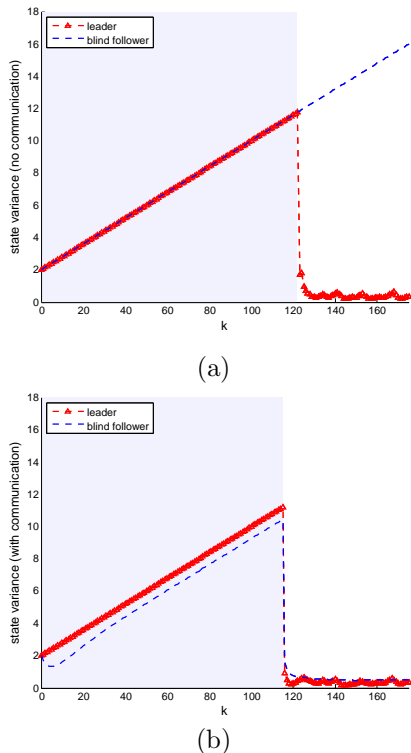 18
16
14
12
10
8
6
4
2
0
state variance (no communication)
leader
blind follower
0 20 40 60 80 100 120 140 160
k
(a)
18
16
14
12
10
8
6
4
2
0
state variance (with communication)
leader
blind follower
0 20 40 60 80 100 120 140 160
k
(b)